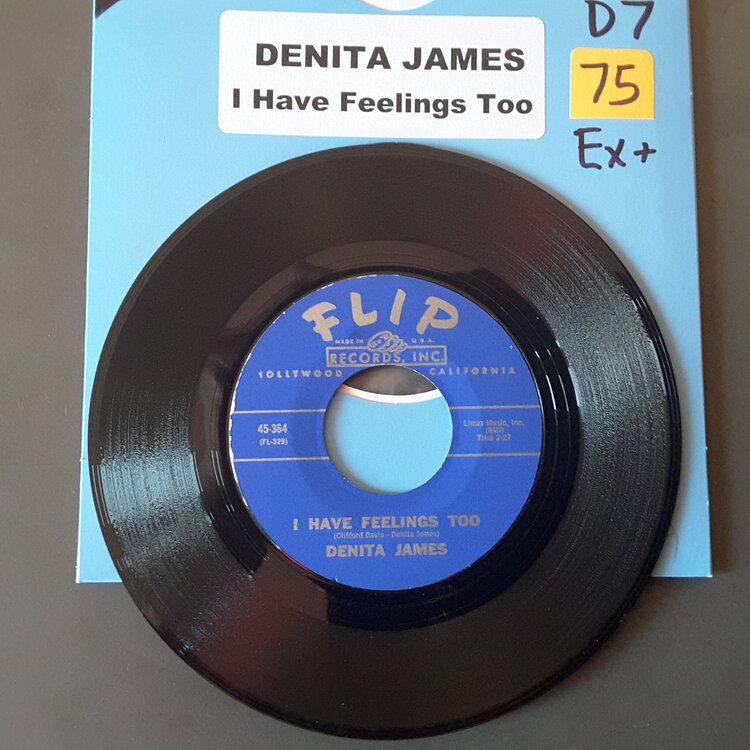 DENITA JAMES
I Have Feelings Too
D7
75
Ex+
FLIP
MADE IN U.S.A.
RECORDS, INC.
HOLLYWOOD CALIFORNIA
45-364
(FL-329)
Limax Music, Inc.
(BMI)
Time 2:27
I HAVE FEELINGS TOO
(Clifford Davis - Denita James)
DENITA JAMES